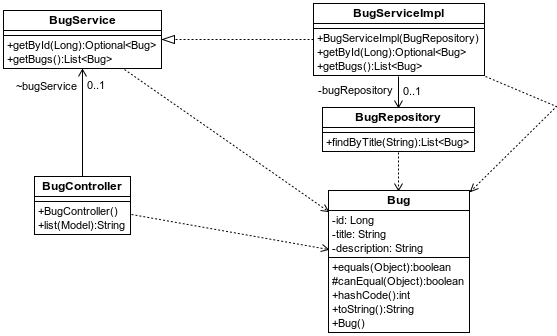 BugService
+getById(Long):Optional<Bug>
+getBugs():List<Bug>
BugServiceImpl
+BugServiceImpl(BugRepository)
+getById(Long):Optional<Bug>
+getBugs():List<Bug>
~bugService
0..1
-bugRepository
0..1
BugRepository
+findByTitle(String):List<Bug>
BugController
+BugController()
+list(Model):String
Bug
-id: Long
-title: String
-description: String
+equals(Object):boolean
#canEqual(Object):boolean
+hashCode():int
+toString():String
+Bug()